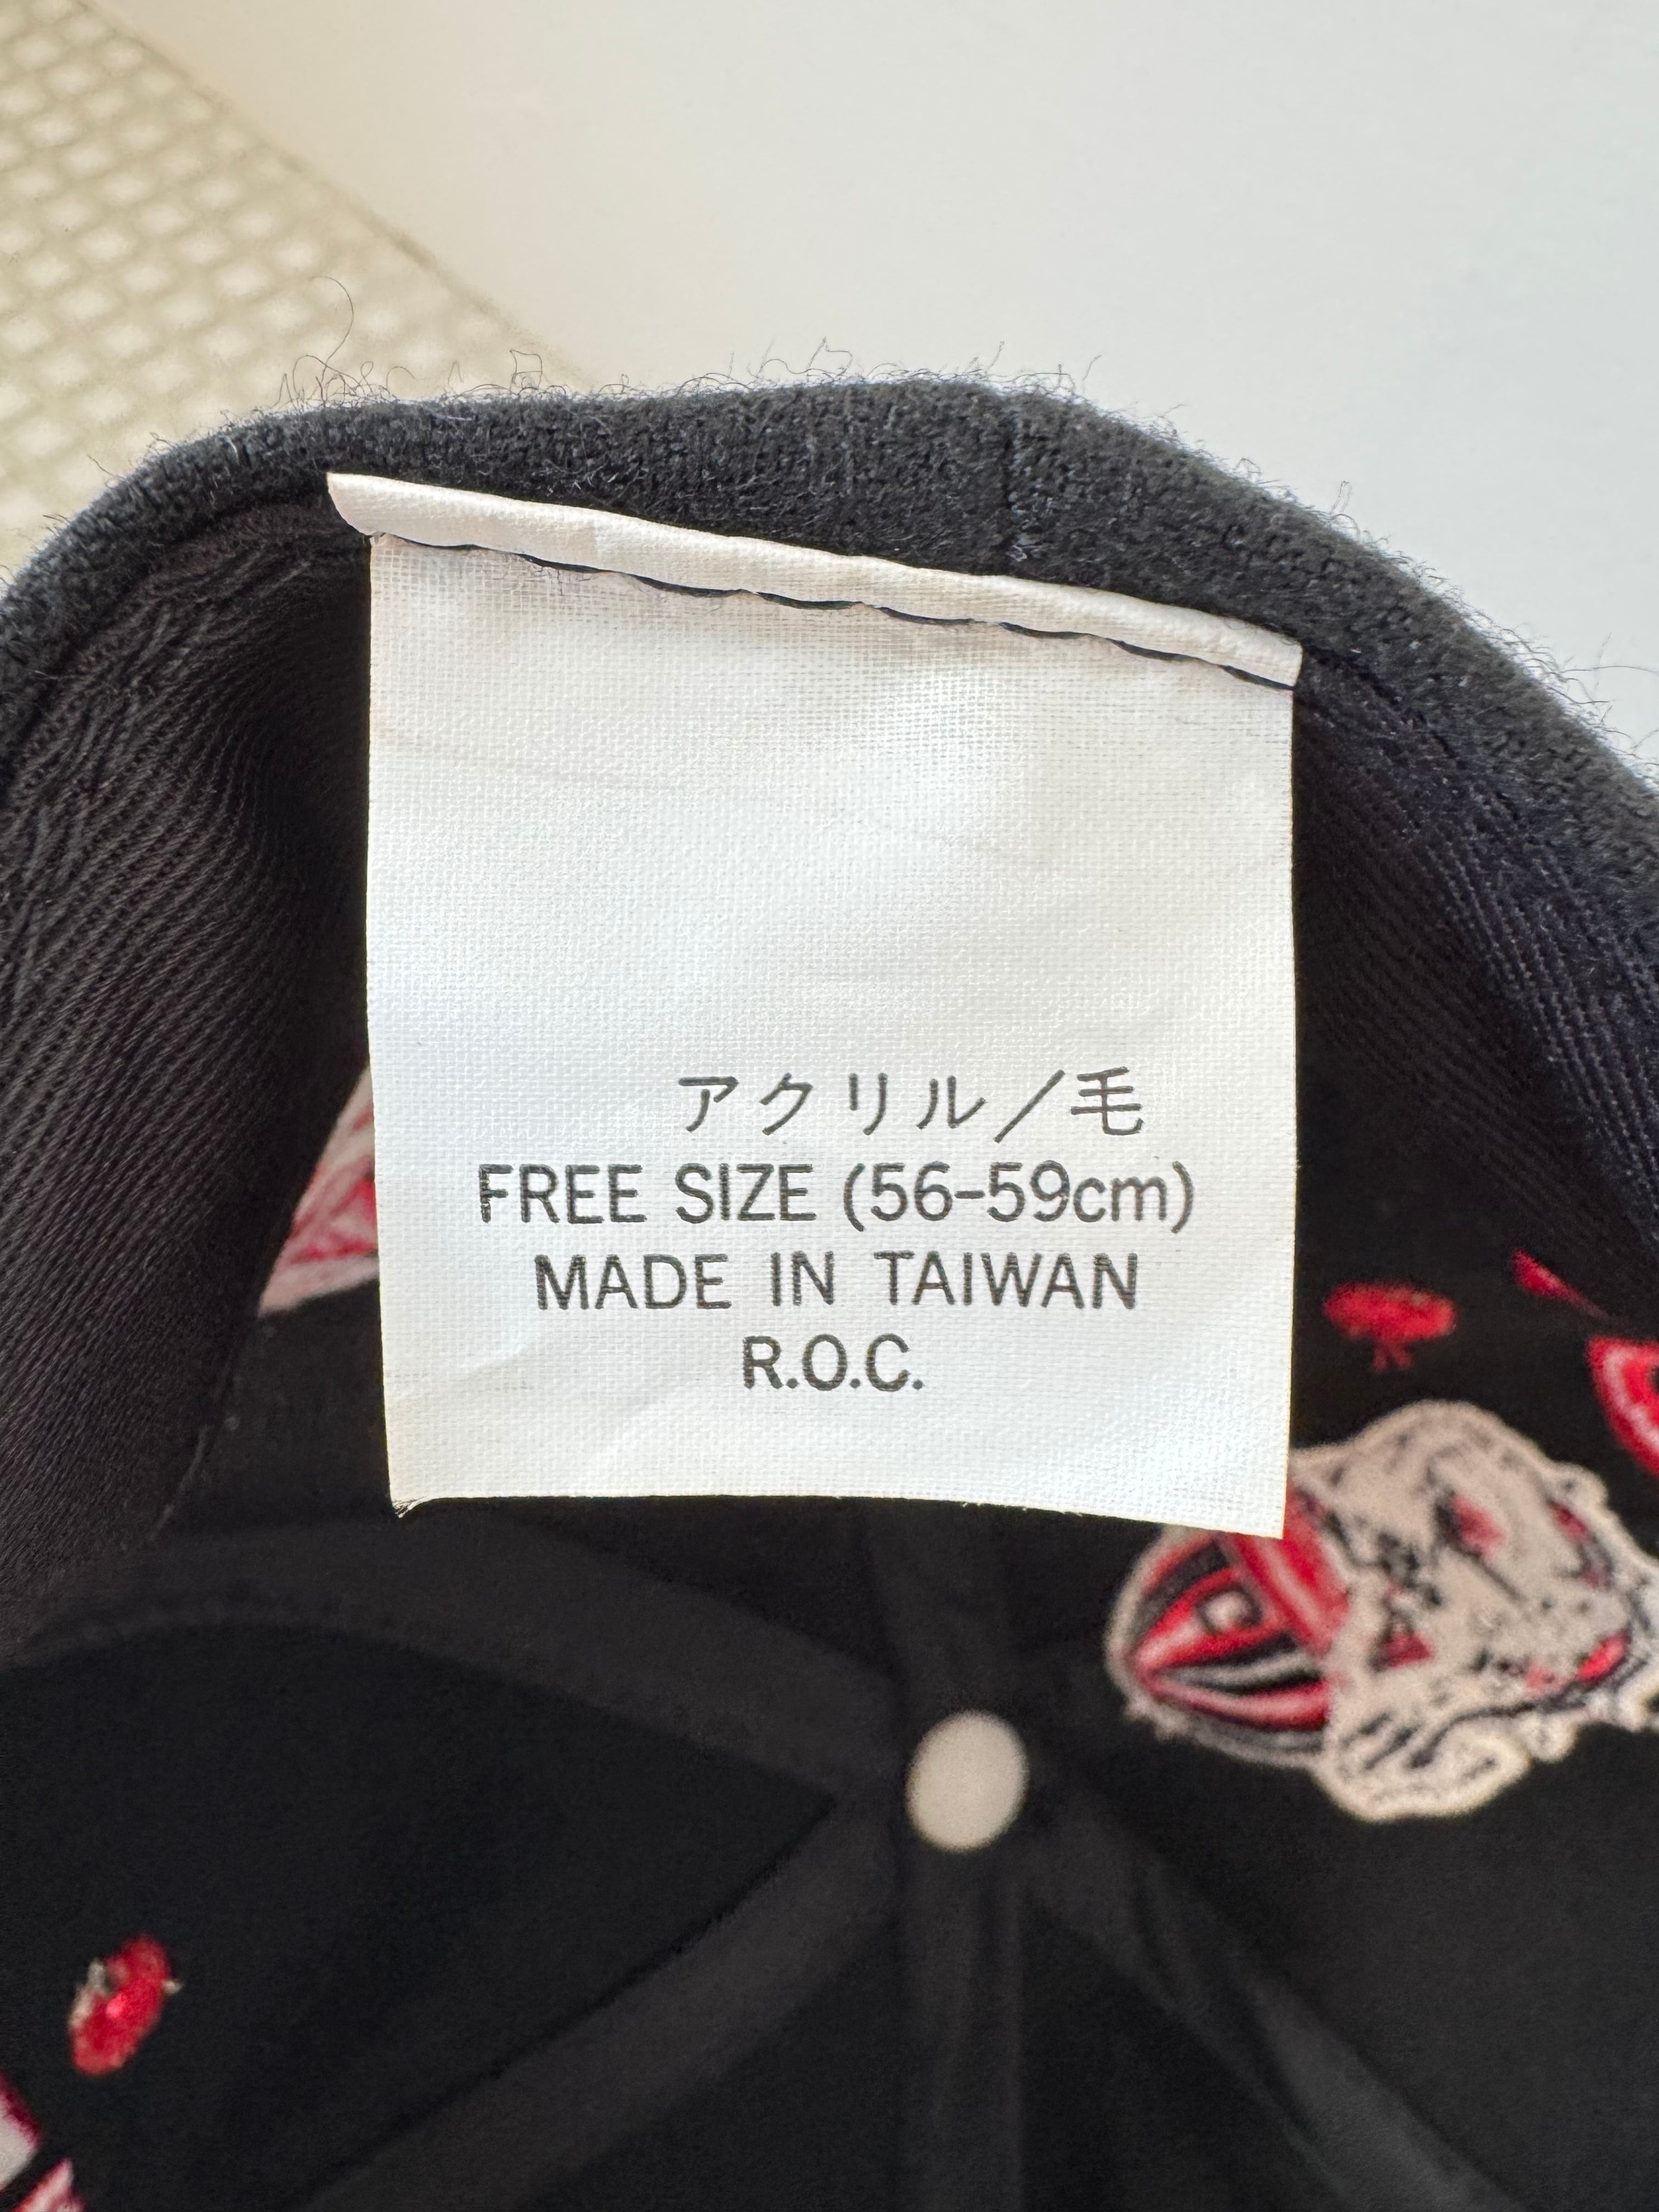 アクリル／毛
FREE SIZE (56-59cm)
MADE IN TAIWAN
R.O.C.